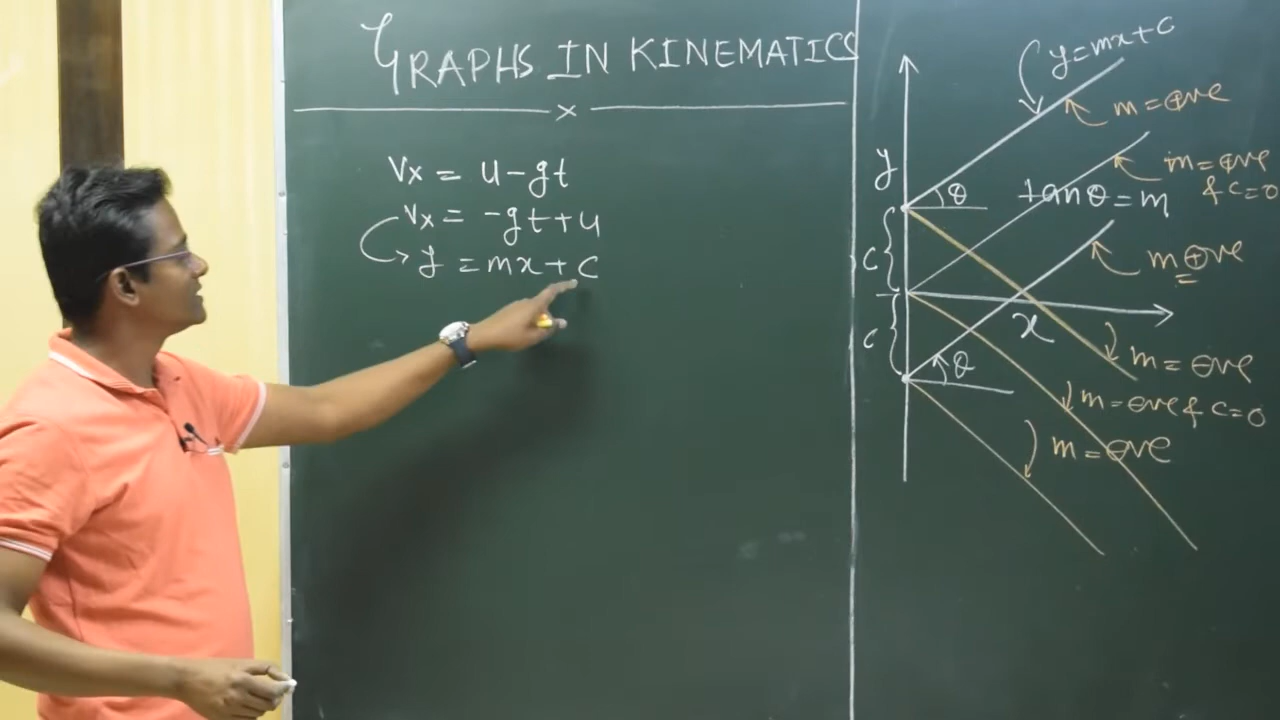 GRAPHS IN KINEMATICS
x
Vx = u-gt
Vx = -gt+u
y = mx+c
y=mx+c
m = ⊕ve
y
m=⊕ve
& c=0
θ
tanθ=m
c
m ⊕ve
x
c
θ
m = ⊖ve
m=⊖ve & c=0
m = ⊖ve